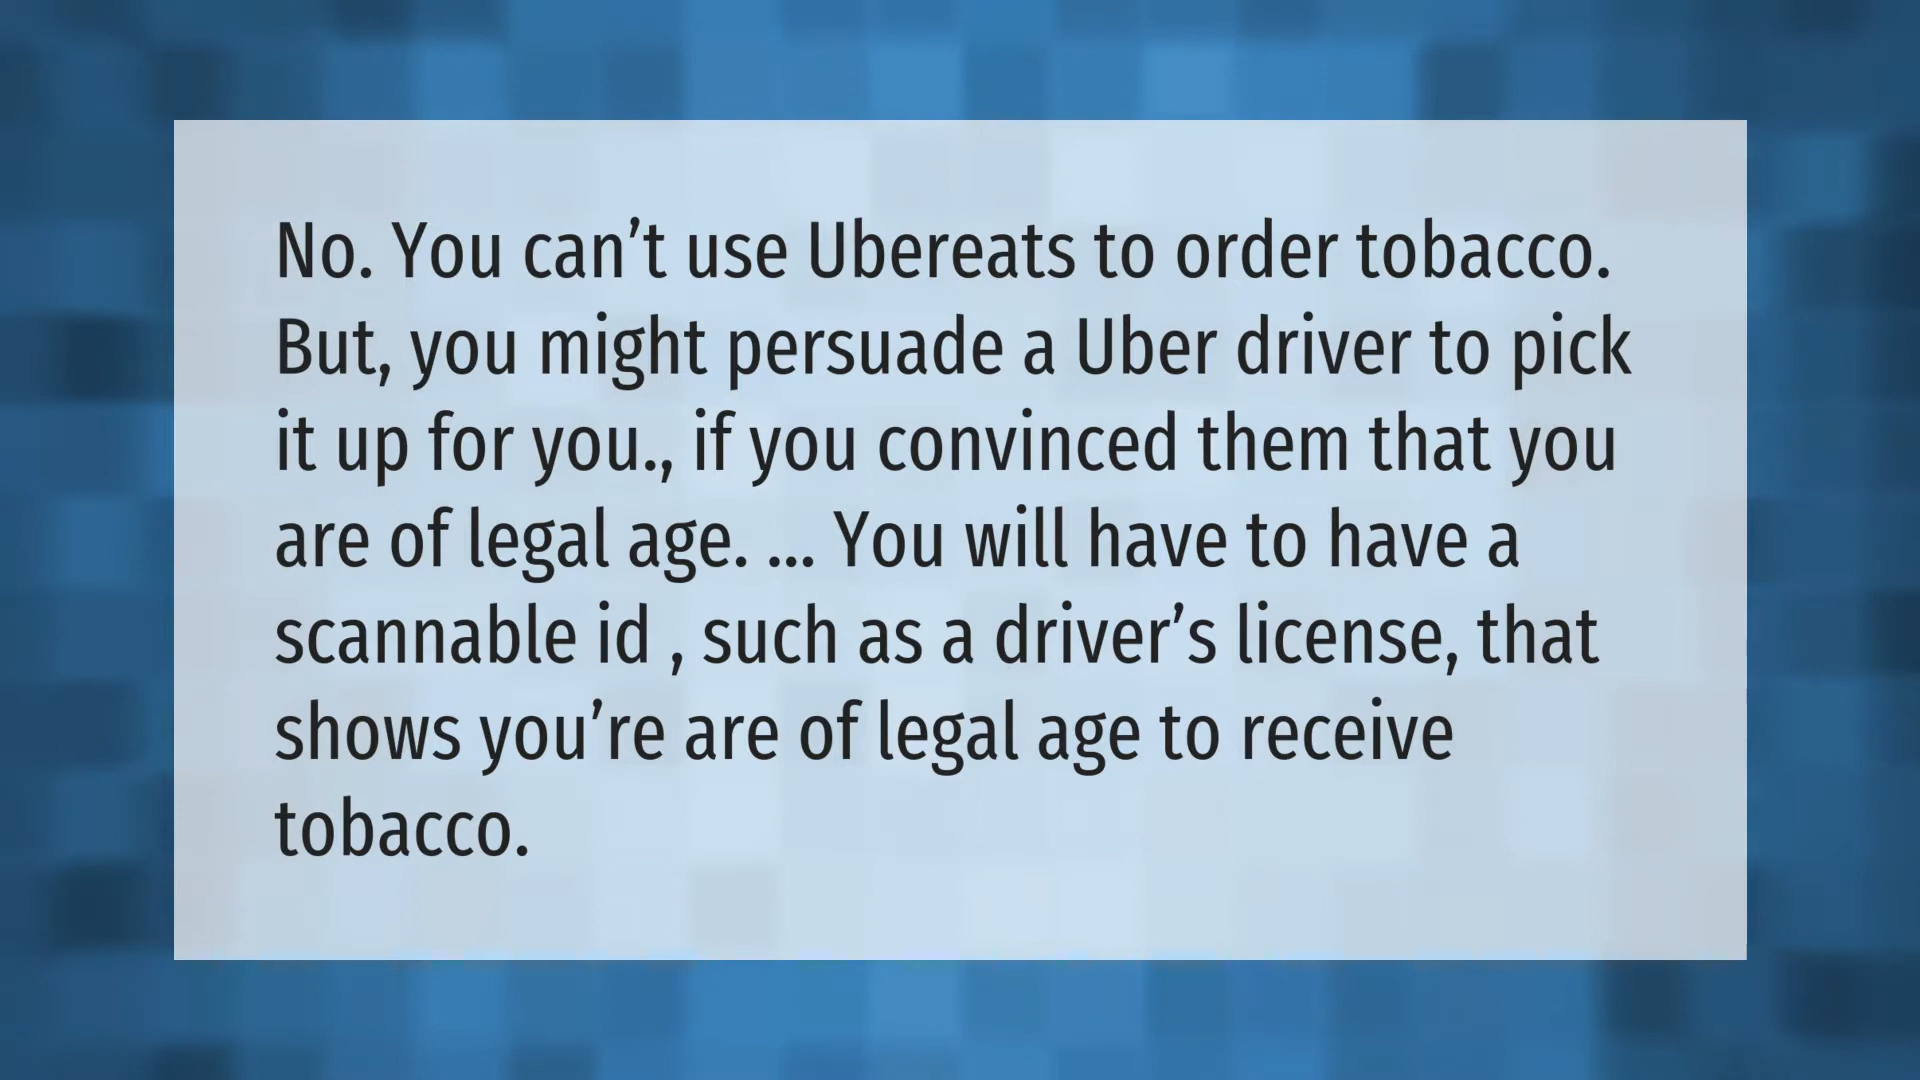 No. You can’t use Ubereats to order tobacco.
But, you might persuade a Uber driver to pick
it up for you., if you convinced them that you
are of legal age. ... You will have to have a
scannable id , such as a driver’s license, that
shows you’re are of legal age to receive
tobacco.